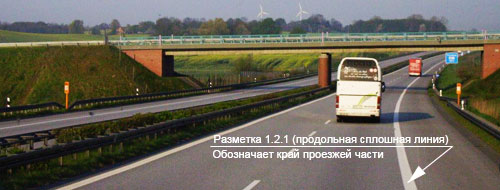 Разметка 1.2.1 (продольная сплошная линия)
Обозначает край проезжей части